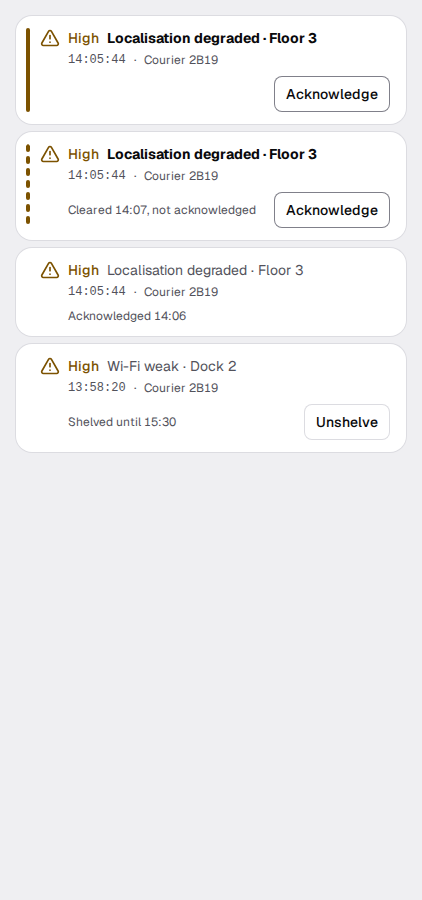 High Localisation degraded · Floor 3
14:05:44 · Courier 2B19
Acknowledge
High Localisation degraded · Floor 3
14:05:44 · Courier 2B19
Cleared 14:07, not acknowledged Acknowledge
High Localisation degraded · Floor 3
14:05:44 · Courier 2B19
Acknowledged 14:06
High Wi-Fi weak · Dock 2
13:58:20 · Courier 2B19
Shelved until 15:30 Unshelve